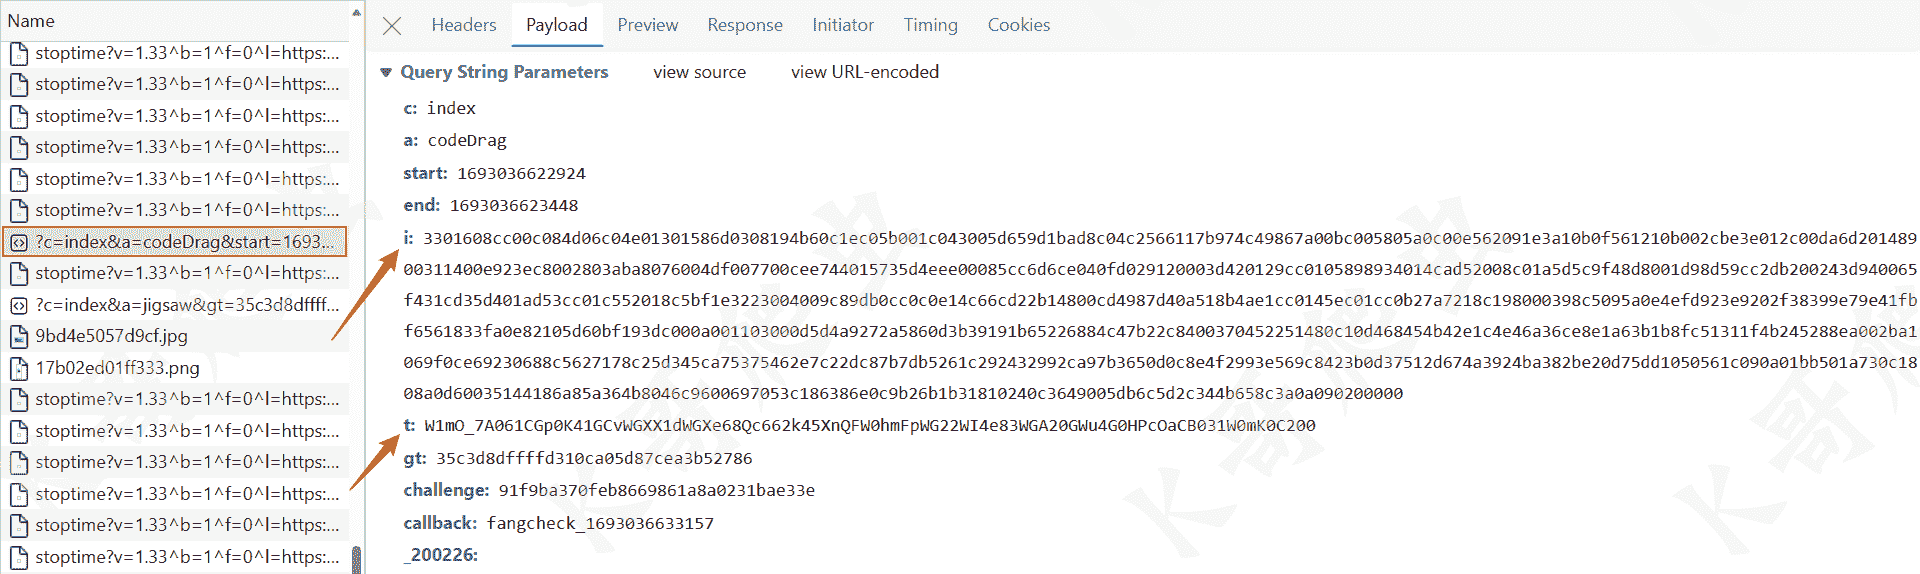 Name
stoptime?v=1.33^b=1^f=0^l=https:...
stoptime?v=1.33^b=1^f=0^l=https:...
stoptime?v=1.33^b=1^f=0^l=https:...
stoptime?v=1.33^b=1^f=0^l=https:...
stoptime?v=1.33^b=1^f=0^l=https:...
stoptime?v=1.33^b=1^f=0^l=https:...
?c=index&a=codeDrag&start=1693...
stoptime?v=1.33^b=1^f=0^l=https:...
?c=index&a=jigsaw&gt=35c3d8dffff...
9bd4e5057d9cf.jpg
17b02ed01ff333.png
stoptime?v=1.33^b=1^f=0^l=https:...
stoptime?v=1.33^b=1^f=0^l=https:...
stoptime?v=1.33^b=1^f=0^l=https:...
stoptime?v=1.33^b=1^f=0^l=https:...
stoptime?v=1.33^b=1^f=0^l=https:...
stoptime?v=1.33^b=1^f=0^l=https:...
Headers Payload Preview Response Initiator Timing Cookies
Query String Parameters view source view URL-encoded
c: index
a: codeDrag
start: 1693036622924
end: 1693036623448
i: 3301608cc00c084d06c04e01301586d0308194b60c1ec05b001c043005d659d1bad8c04c2566117b974c49867a00bc005805a0c00e562091e3a10b0f561210b002cbe3e012c00da6d201489
00311400e923ec8002803aba8076004df007700cee744015735d4eee00085cc6d6ce040fd029120003d420129cc0105898934014cad52008c01a5d5c9f48d8001d98d59cc2db200243d940065
f431cd35d401ad53cc01c552018c5bf1e3223004009c89db0cc0c0e14c66cd22b14800cd4987d40a518b4ae1cc0145ec01cc0b27a7218c198000398c5095a0e4efd923e9202f38399e79e41fb
f6561833fa0e82105d60bf193dc000a001103000d5d4a9272a5860d3b39191b65226884c47b22c8400370452251480c10d468454b42e1c4e46a36ce8e1a63b1b8fc51311f4b245288ea002ba1
069f0ce69230688c5627178c25d345ca75375462e7c22dc87b7db5261c292432992ca97b3650d0c8e4f2993e569c8423b0d37512d674a3924ba382be20d75dd1050561c090a01bb501a730c18
08a0d60035144186a85a364b8046c9600697053c186386e0c9b26b1b31810240c3649005db6c5d2c344b658c3a0a090200000
t: W1mO_7A061CGp0K41GCvWGXX1dWGXe68Qc662k45XnQFW0hmFpWG22WI4e83WGA20GWu4G0HPcOaCB031W0mK0C200
gt: 35c3d8dffffd310ca05d87cea3b52786
challenge: 91f9ba370feb8669861a8a0231bae33e
callback: fangcheck_1693036633157
_200226: